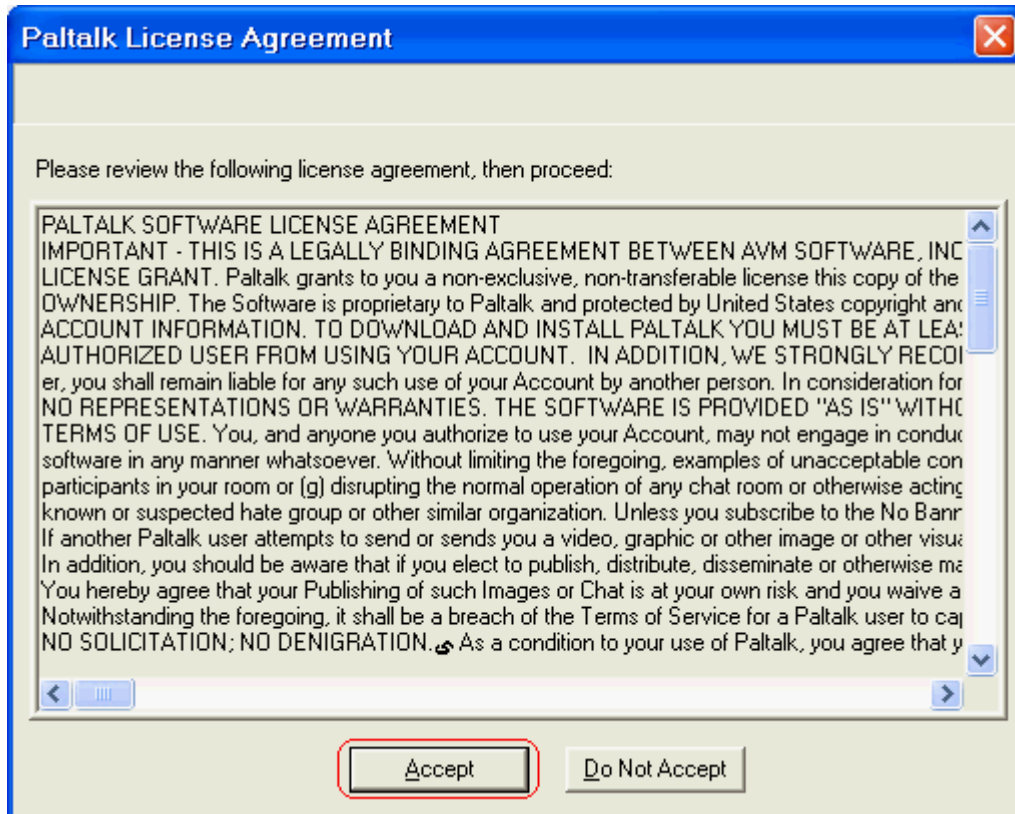 Paltalk License Agreement
Please review the following license agreement, then proceed:
PALTALK SOFTWARE LICENSE AGREEMENT
IMPORTANT - THIS IS A LEGALLY BINDING AGREEMENT BETWEEN AVM SOFTWARE, INC
LICENSE GRANT. Paltalk grants to you a non-exclusive, non-transferable license this copy of the
OWNERSHIP. The Software is proprietary to Paltalk and protected by United States copyright and
ACCOUNT INFORMATION. TO DOWNLOAD AND INSTALL PALTALK YOU MUST BE AT
AUTHORIZED USER FROM USING YOUR ACCOUNT. IN ADDITION, WE STRONGLY
er, you shall remain liable for any such use of your Account by another person. In consideration for
NO REPRESENTATIONS OR WARRANTIES. THE SOFTWARE IS PROVIDED "AS IS"
TERMS OF USE. You, and anyone you authorize to use your Account, may not engage in
software in any manner whatsoever. Without limiting the foregoing, examples of unacceptable con
participants in your room or (g) disrupting the normal operation of any chat room or otherwise acting
known or suspected hate group or other similar organization. Unless you subscribe to the No
If another Paltalk user attempts to send or sends you a video, graphic or other image or other
In addition, you should be aware that if you elect to publish, distribute, disseminate or otherwise
You hereby agree that your Publishing of such Images or Chat is at your own risk and you waive a
Notwithstanding the foregoing, it shall be a breach of the Terms of Service for a Paltalk user to
NO SOLICITATION; NO DENIGRATION.ى As a condition to your use of Paltalk, you agree that y
Accept
Do Not Accept